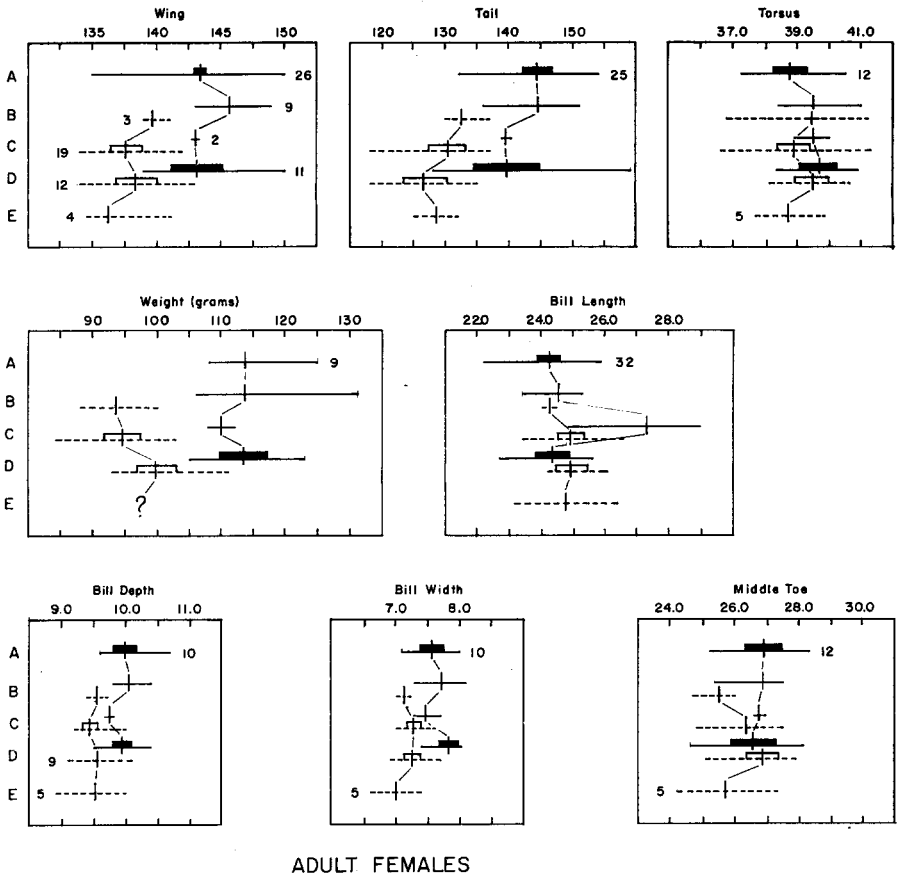 Wing Tail Tarsus
135 140 145 150 120 130 140 150 37.0 39.0 41.0
A 26 25 12
B 3 9
C 19 2
D 12 11
E 4 5
Weight (grams) Bill Length
90 100 110 120 130 22.0 24.0 26.0 28.0
A 9 32
B
C
D
E ?
Bill Depth Bill Width Middle Toe
9.0 10.0 11.0 7.0 8.0 24.0 26.0 28.0 30.0
A 10 10 12
B
C
D 9
E 5 5 5
ADULT FEMALES